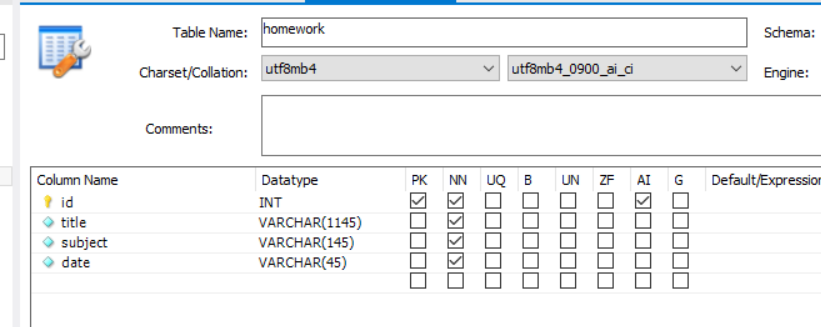 Table Name: homework Schema:
Charset/Collation: utf8mb4 utf8mb4_0900_ai_ci Engine:
Comments:
Column Name Datatype PK NN UQ B UN ZF AI G Default/Expression
id INT
title VARCHAR(1145)
subject VARCHAR(145)
date VARCHAR(45)